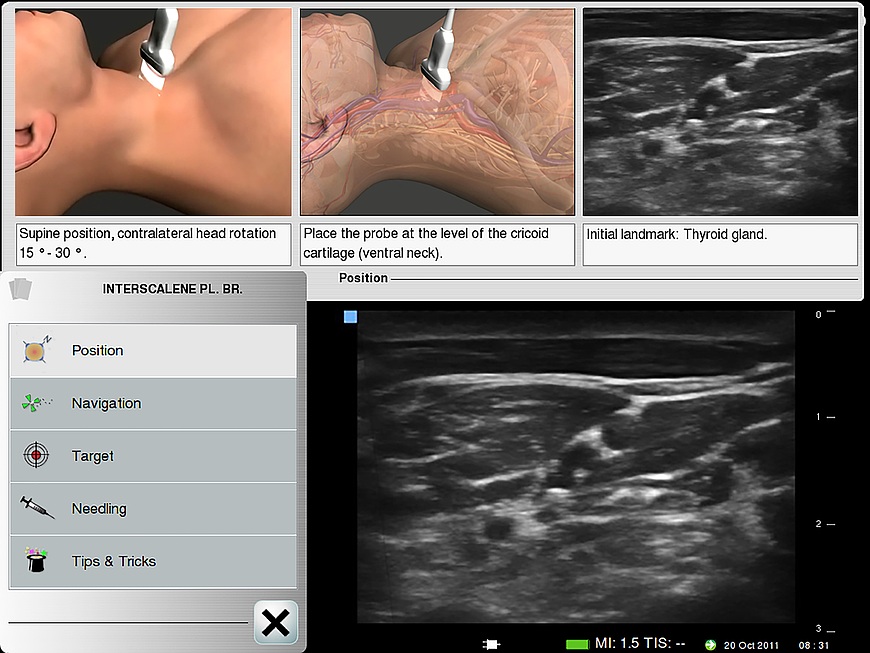 Supine position, contralateral head rotation
15 ° - 30 ° .
Place the probe at the level of the cricoid
cartilage (ventral neck).
Initial landmark: Thyroid gland.
Position
INTERSCALENE PL. BR.
N
Position
Navigation
Target
Needling
Tips & Tricks
0
1
2
3
MI: 1.5 TIS: --
20 Oct 2011
08 : 31